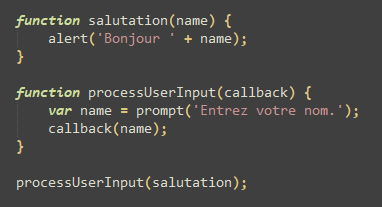 function salutation(name) {
    alert('Bonjour ' + name);
}

function processUserInput(callback) {
    var name = prompt('Entrez votre nom.');
    callback(name);
}

processUserInput(salutation);